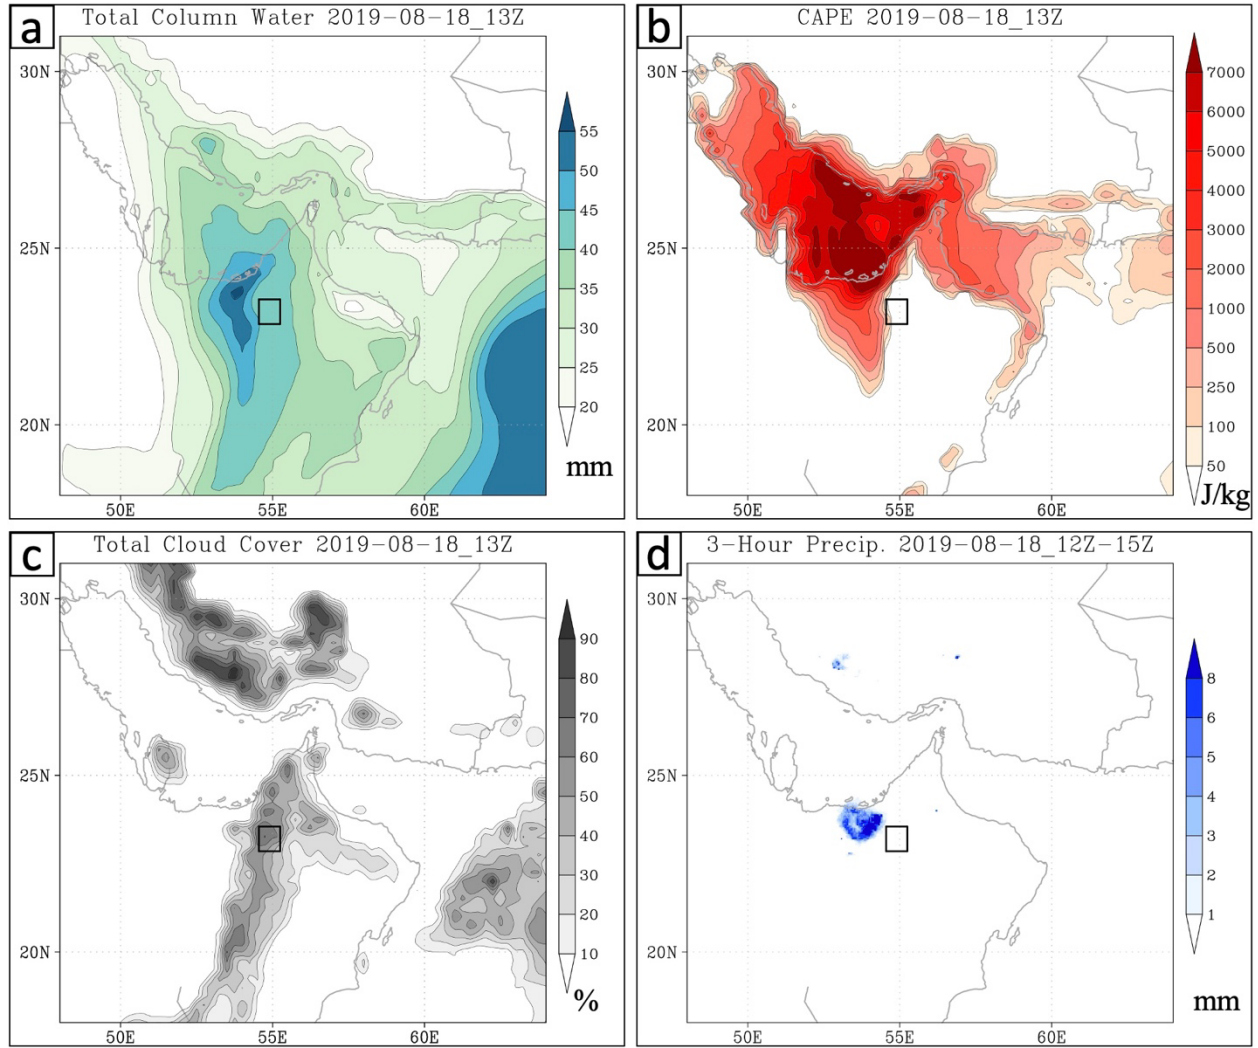 a
Total Column Water 2019-08-18_13Z
30N
25N
20N
50E
55E
60E
55
50
45
40
35
30
25
20
mm
b
CAPE 2019-08-18_13Z
30N
25N
20N
50E
55E
60E
7000
6000
5000
4000
3000
2000
1000
500
250
100
50
J/kg
c
Total Cloud Cover 2019-08-18_13Z
30N
25N
20N
50E
55E
60E
90
80
70
60
50
40
30
20
10
%
d
3-Hour Precip. 2019-08-18_12Z-15Z
30N
25N
20N
50E
55E
60E
8
6
5
4
3
2
1
mm